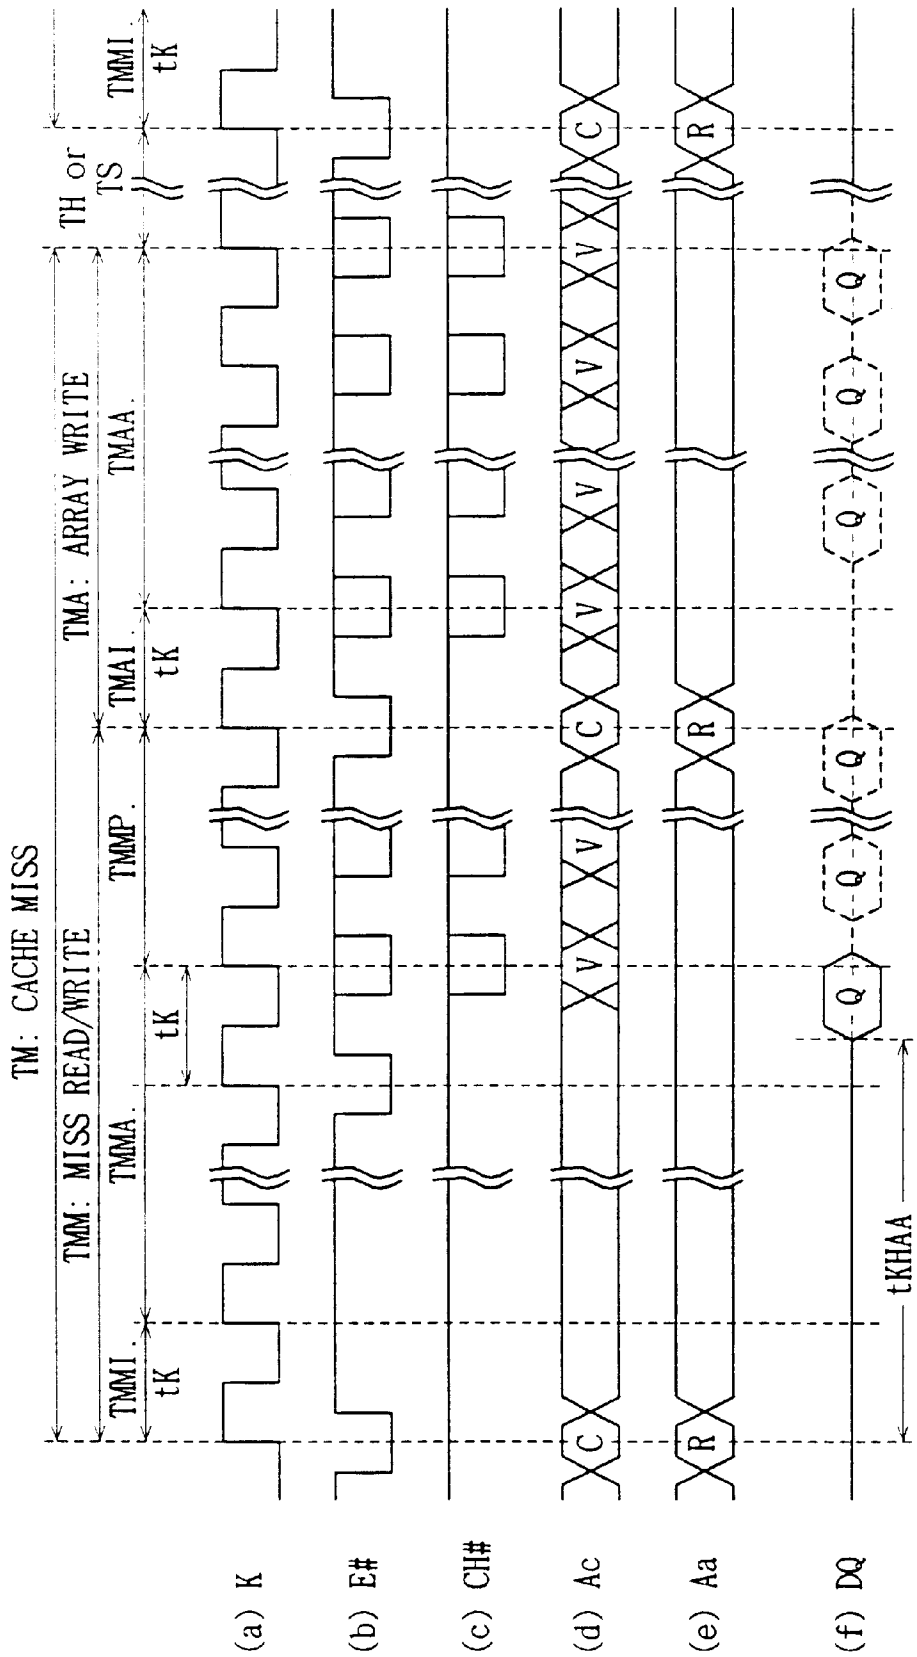 TM: CACHE MISS
TMM: MISS READ/WRITE TMA: ARRAY WRITE TH or TS
TMMI. TMMA. TMMP. TMAI. TMAA. TMMI.
tK tK tK tK
(a) K
(b) E#
(c) CH#
(d) Ac C V V C V V V V C
(e) Aa R R R
(f) DQ Q Q Q Q Q Q
tKHAA